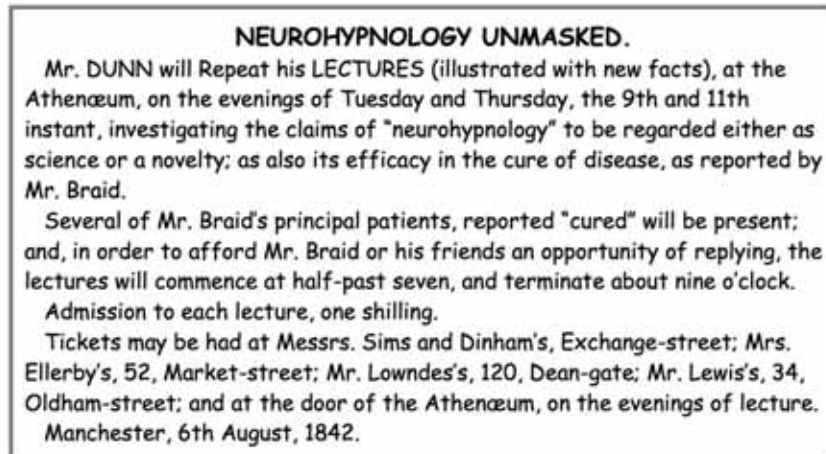 NEUROHYPNOLOGY UNMASKED.
Mr. DUNN will Repeat his LECTURES (illustrated with new facts), at the
Athenæum, on the evenings of Tuesday and Thursday, the 9th and 11th
instant, investigating the claims of “neurohypnology” to be regarded either as
science or a novelty; as also its efficacy in the cure of disease, as reported by
Mr. Braid.
Several of Mr. Braid's principal patients, reported “cured” will be present;
and, in order to afford Mr. Braid or his friends an opportunity of replying, the
lectures will commence at half-past seven, and terminate about nine o'clock.
Admission to each lecture, one shilling.
Tickets may be had at Messrs. Sims and Dinham's, Exchange-street; Mrs.
Ellerby's, 52, Market-street; Mr. Lowndes's, 120, Dean-gate; Mr. Lewis's, 34,
Oldham-street; and at the door of the Athenæum, on the evenings of lecture.
Manchester, 6th August, 1842.